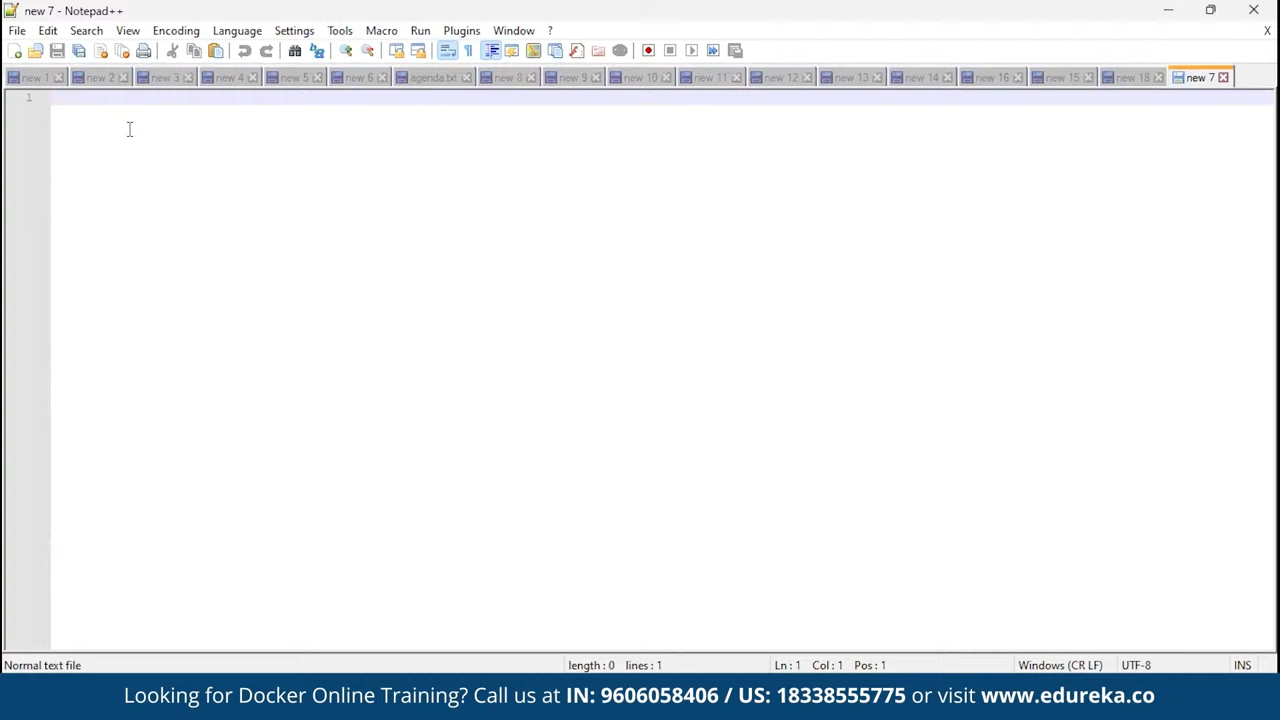 new 7 - Notepad++
File Edit Search View Encoding Language Settings Tools Macro Run Plugins Window ? X
new 1 new 2 new 3 new 4 new 5 new 6 agenda.txt new 8 new 9 new 10 new 11 new 12 new 13 new 14 new 16 new 15 new 18 new 7
1
Normal text file length : 0 lines : 1 Ln : 1 Col : 1 Pos : 1 Windows (CR LF) UTF-8 INS
Looking for Docker Online Training? Call us at IN: 9606058406 / US: 18338555775 or visit www.edureka.co